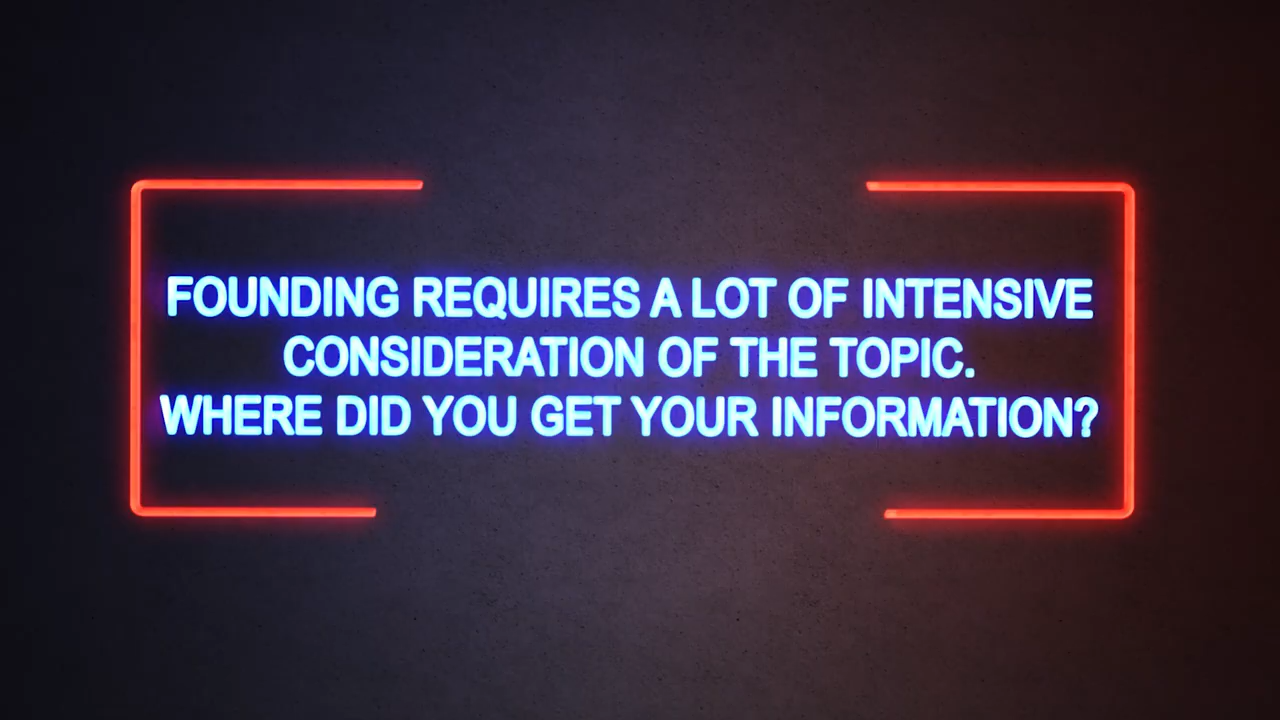 FOUNDING REQUIRES A LOT OF INTENSIVE
CONSIDERATION OF THE TOPIC.
WHERE DID YOU GET YOUR INFORMATION?